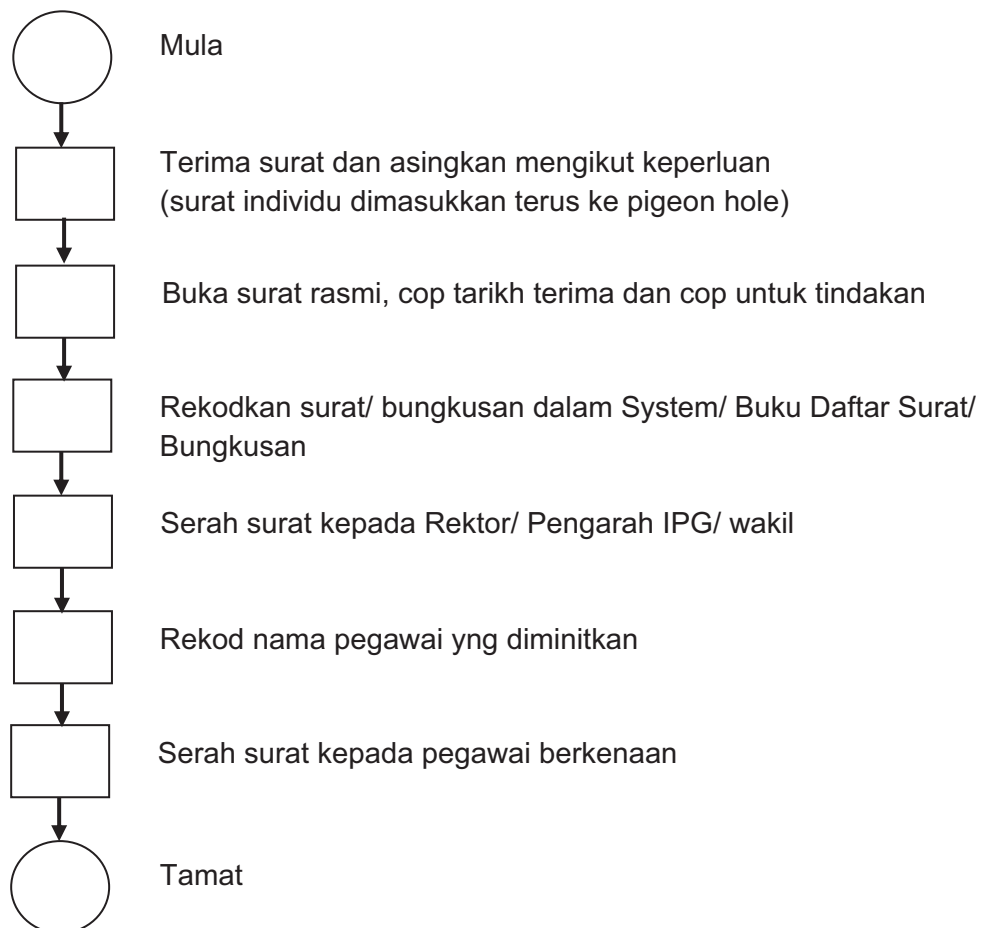 Mula
Terima surat dan asingkan mengikut keperluan
(surat individu dimasukkan terus ke pigeon hole)
Buka surat rasmi, cop tarikh terima dan cop untuk tindakan
Rekodkan surat/ bungkusan dalam System/ Buku Daftar Surat/
Bungkusan
Serah surat kepada Rektor/ Pengarah IPG/ wakil
Rekod nama pegawai yng diminitkan
Serah surat kepada pegawai berkenaan
Tamat